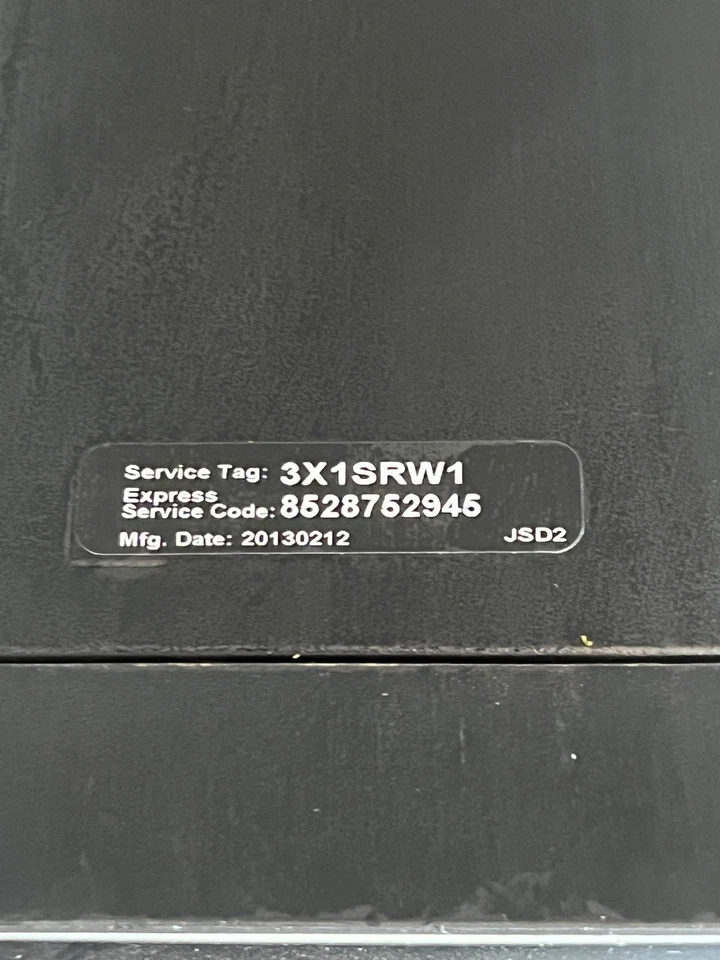 Service Tag: 3X1SRW1
Express
Service Code: 8528752945
Mfg. Date: 20130212 JSD2